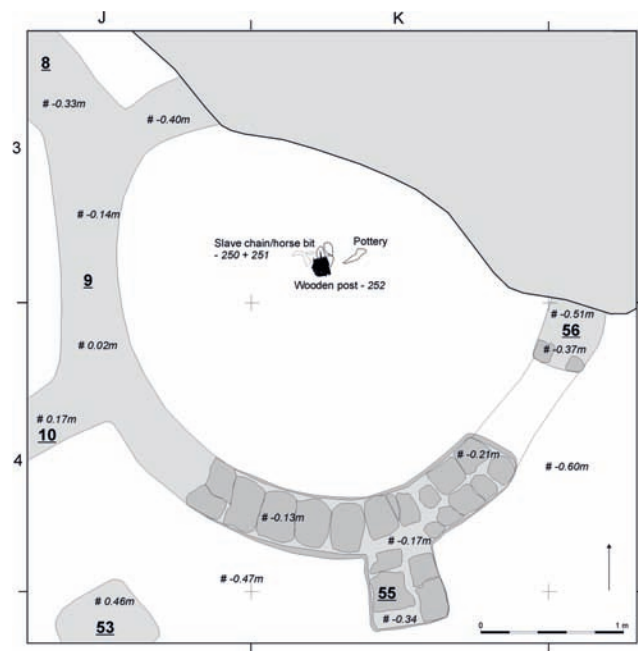 J K
8
# -0.33m
# -0.40m
3
# -0.14m
Slave chain/horse bit Pottery
- 250 + 251
9
Wooden post - 252
# -0.51m
56
# 0.02m
# -0.37m
# 0.17m
10
# -0.21m
4
# -0.60m
# -0.13m
# -0.17m
# -0.47m
55
# 0.46m
# -0.34
53
0 1 m